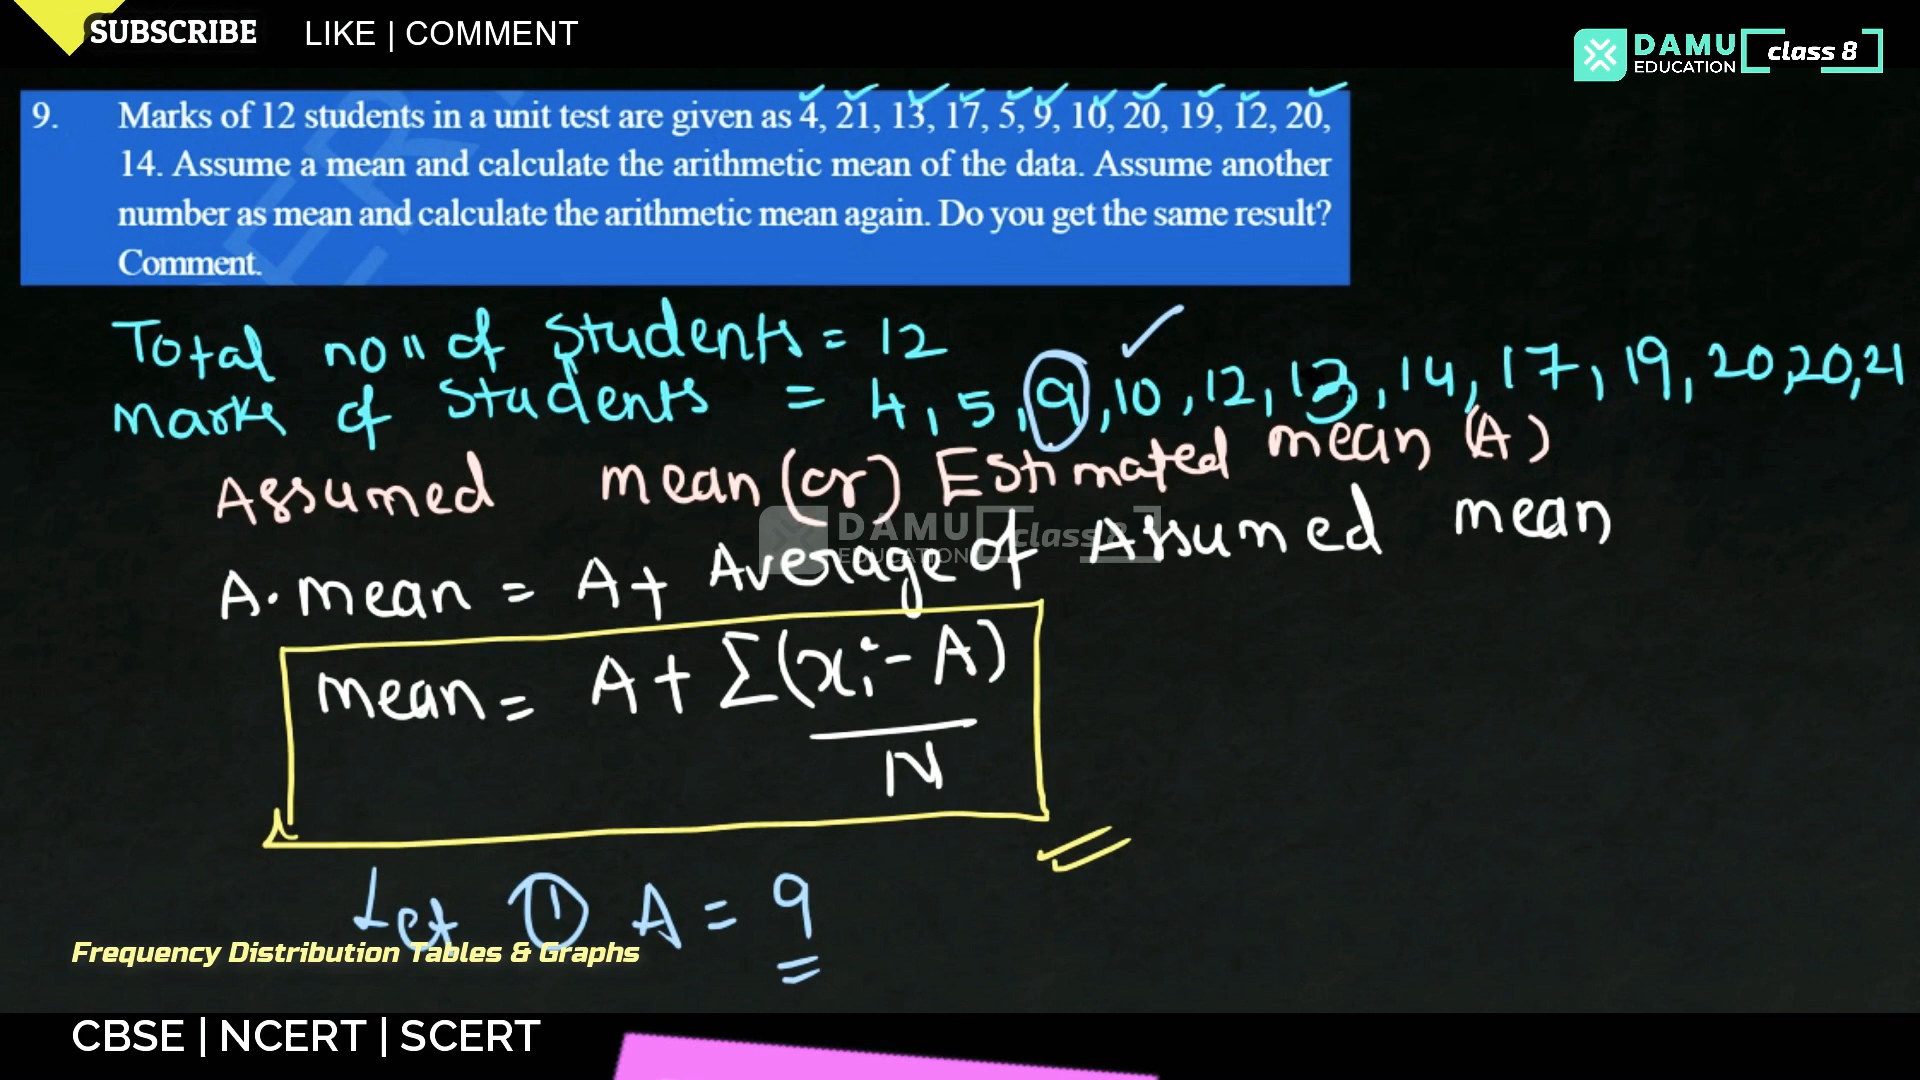 SUBSCRIBE LIKE | COMMENT
DAMU EDUCATION class 8
9. Marks of 12 students in a unit test are given as 4, 21, 13, 17, 5, 9, 10, 20, 19, 12, 20,
14. Assume a mean and calculate the arithmetic mean of the data. Assume another
number as mean and calculate the arithmetic mean again. Do you get the same result?
Comment.
Total no" of students = 12
marks of students = 4, 5, 9, 10, 12, 13, 14, 17, 19, 20, 20, 21
Assumed mean (or) Estimated mean (A)
DAMU EDUCATION class 8
A. mean = A + Average of Assumed mean
mean = A + Σ(xi - A)
N
Let ① A = 9
Frequency Distribution Tables & Graphs
CBSE | NCERT | SCERT